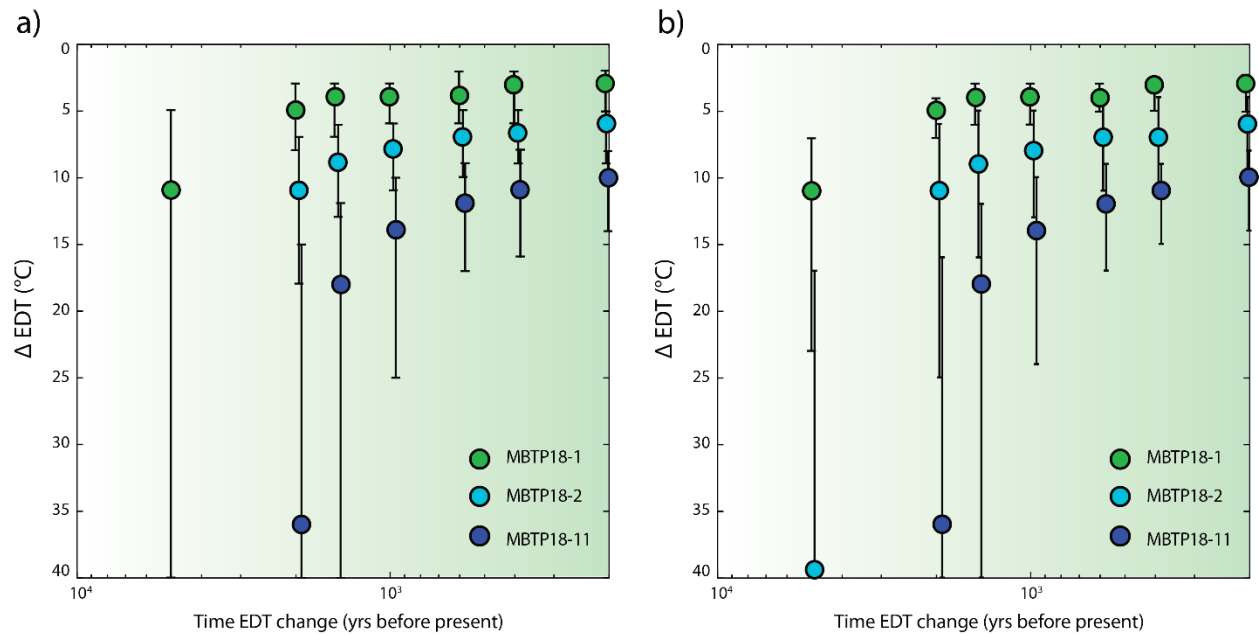 a)
0
5
10
15
20
25
30
35
40
Δ EDT (°C)
MBTP18-1
MBTP18-2
MBTP18-11
10⁴
10³
Time EDT change (yrs before present)
b)
0
5
10
15
20
25
30
35
40
Δ EDT (°C)
MBTP18-1
MBTP18-2
MBTP18-11
10⁴
10³
Time EDT change (yrs before present)